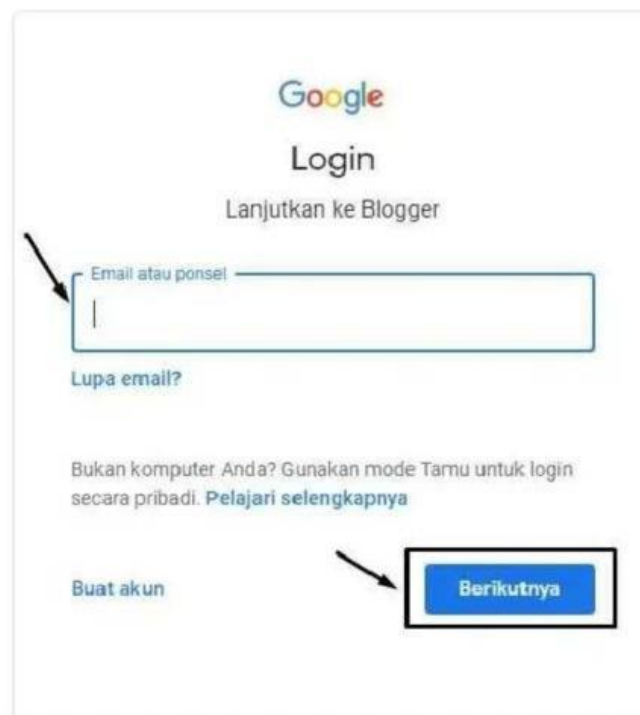 Google
Login
Lanjutkan ke Blogger
Email atau ponsel
Lupa email?
Bukan komputer Anda? Gunakan mode Tamu untuk login
secara pribadi. Pelajari selengkapnya
Buat akun
Berikutnya